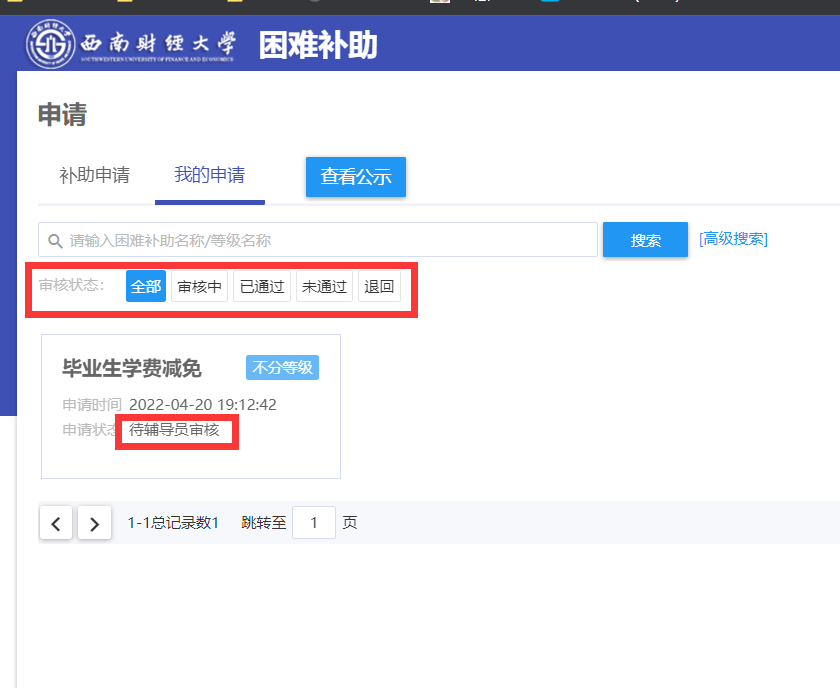 西南财经大学 困难补助
SOUTHWESTERN UNIVERSITY OF FINANCE AND ECONOMICS
申请
补助申请 我的申请 查看公示
请输入困难补助名称/等级名称 搜索 [高级搜索]
审核状态: 全部 审核中 已通过 未通过 退回
毕业生学费减免 不分等级
申请时间 2022-04-20 19:12:42
申请状态 待辅导员审核
1-1总记录数1 跳转至 1 页